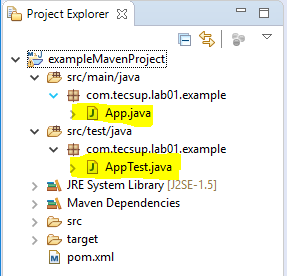 Project Explorer
exampleMavenProject
src/main/java
com.tecsup.lab01.example
App.java
src/test/java
com.tecsup.lab01.example
AppTest.java
JRE System Library [J2SE-1.5]
Maven Dependencies
src
target
pom.xml